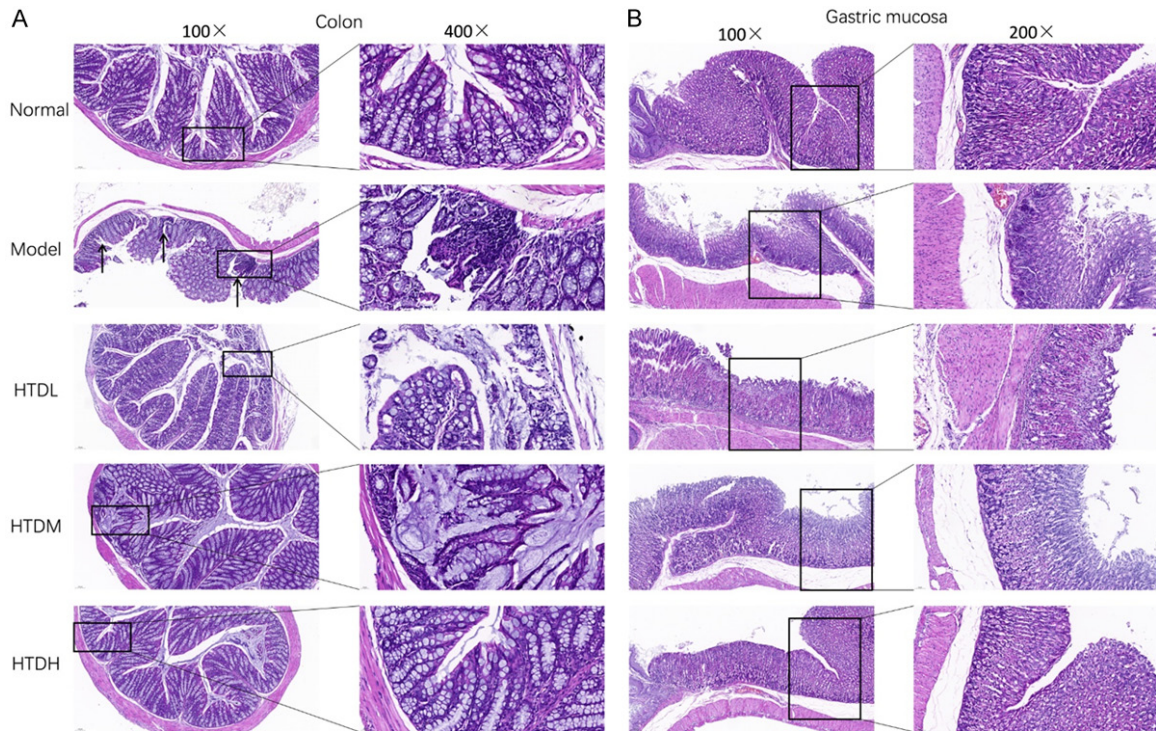 A
Colon
100×
400×
B
Gastric mucosa
100×
200×
Normal
Model
HTDL
HTDM
HTDH